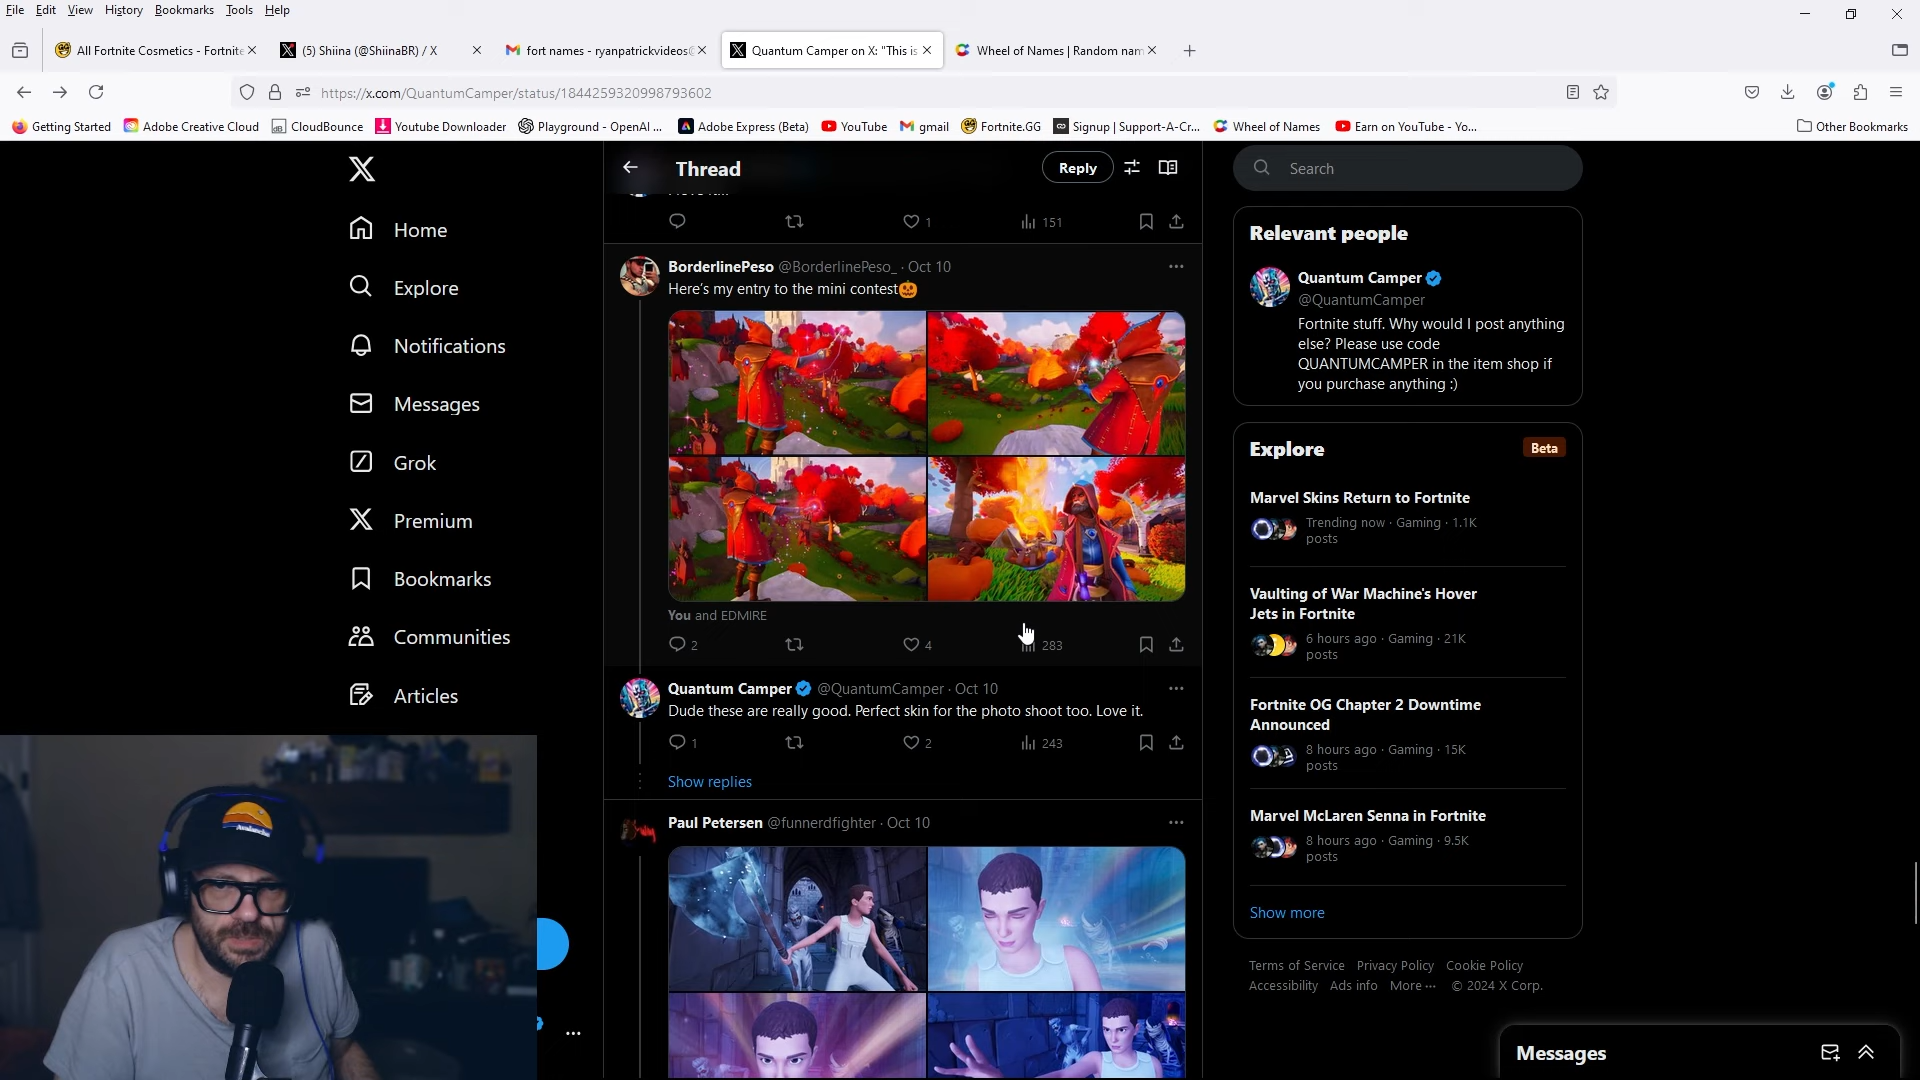 File Edit View History Bookmarks Tools Help
All Fortnite Cosmetics - Fortnite
(5) Shiina (@ShiinaBR) / X
fort names - ryanpatrickvideos@
Quantum Camper on X: "This is
Wheel of Names | Random nam
https://x.com/QuantumCamper/status/1844259320998793602
Getting Started
Adobe Creative Cloud
CloudBounce
Youtube Downloader
Playground - OpenAI ...
Adobe Express (Beta)
YouTube
gmail
Fortnite.GG
Signup | Support-A-Cr...
Wheel of Names
Earn on YouTube - Yo...
Other Bookmarks
Home
Explore
Notifications
Messages
Grok
Premium
Bookmarks
Communities
Articles
Thread
Reply
1 151
BorderlinePeso @BorderlinePeso_ · Oct 10
Here's my entry to the mini contest🎃
You and EDMIRE
2 4 283
Quantum Camper @QuantumCamper · Oct 10
Dude these are really good. Perfect skin for the photo shoot too. Love it.
1 2 243
Show replies
Paul Petersen @funnerdfighter · Oct 10
Search
Relevant people
Quantum Camper
@QuantumCamper
Fortnite stuff. Why would I post anything
else? Please use code
QUANTUMCAMPER in the item shop if
you purchase anything :)
Explore
Beta
Marvel Skins Return to Fortnite
Trending now · Gaming · 1.1K
posts
Vaulting of War Machine's Hover
Jets in Fortnite
6 hours ago · Gaming · 21K
posts
Fortnite OG Chapter 2 Downtime
Announced
8 hours ago · Gaming · 15K
posts
Marvel McLaren Senna in Fortnite
8 hours ago · Gaming · 9.5K
posts
Show more
Terms of Service Privacy Policy Cookie Policy
Accessibility Ads info More ··· © 2024 X Corp.
Messages
Avalanche